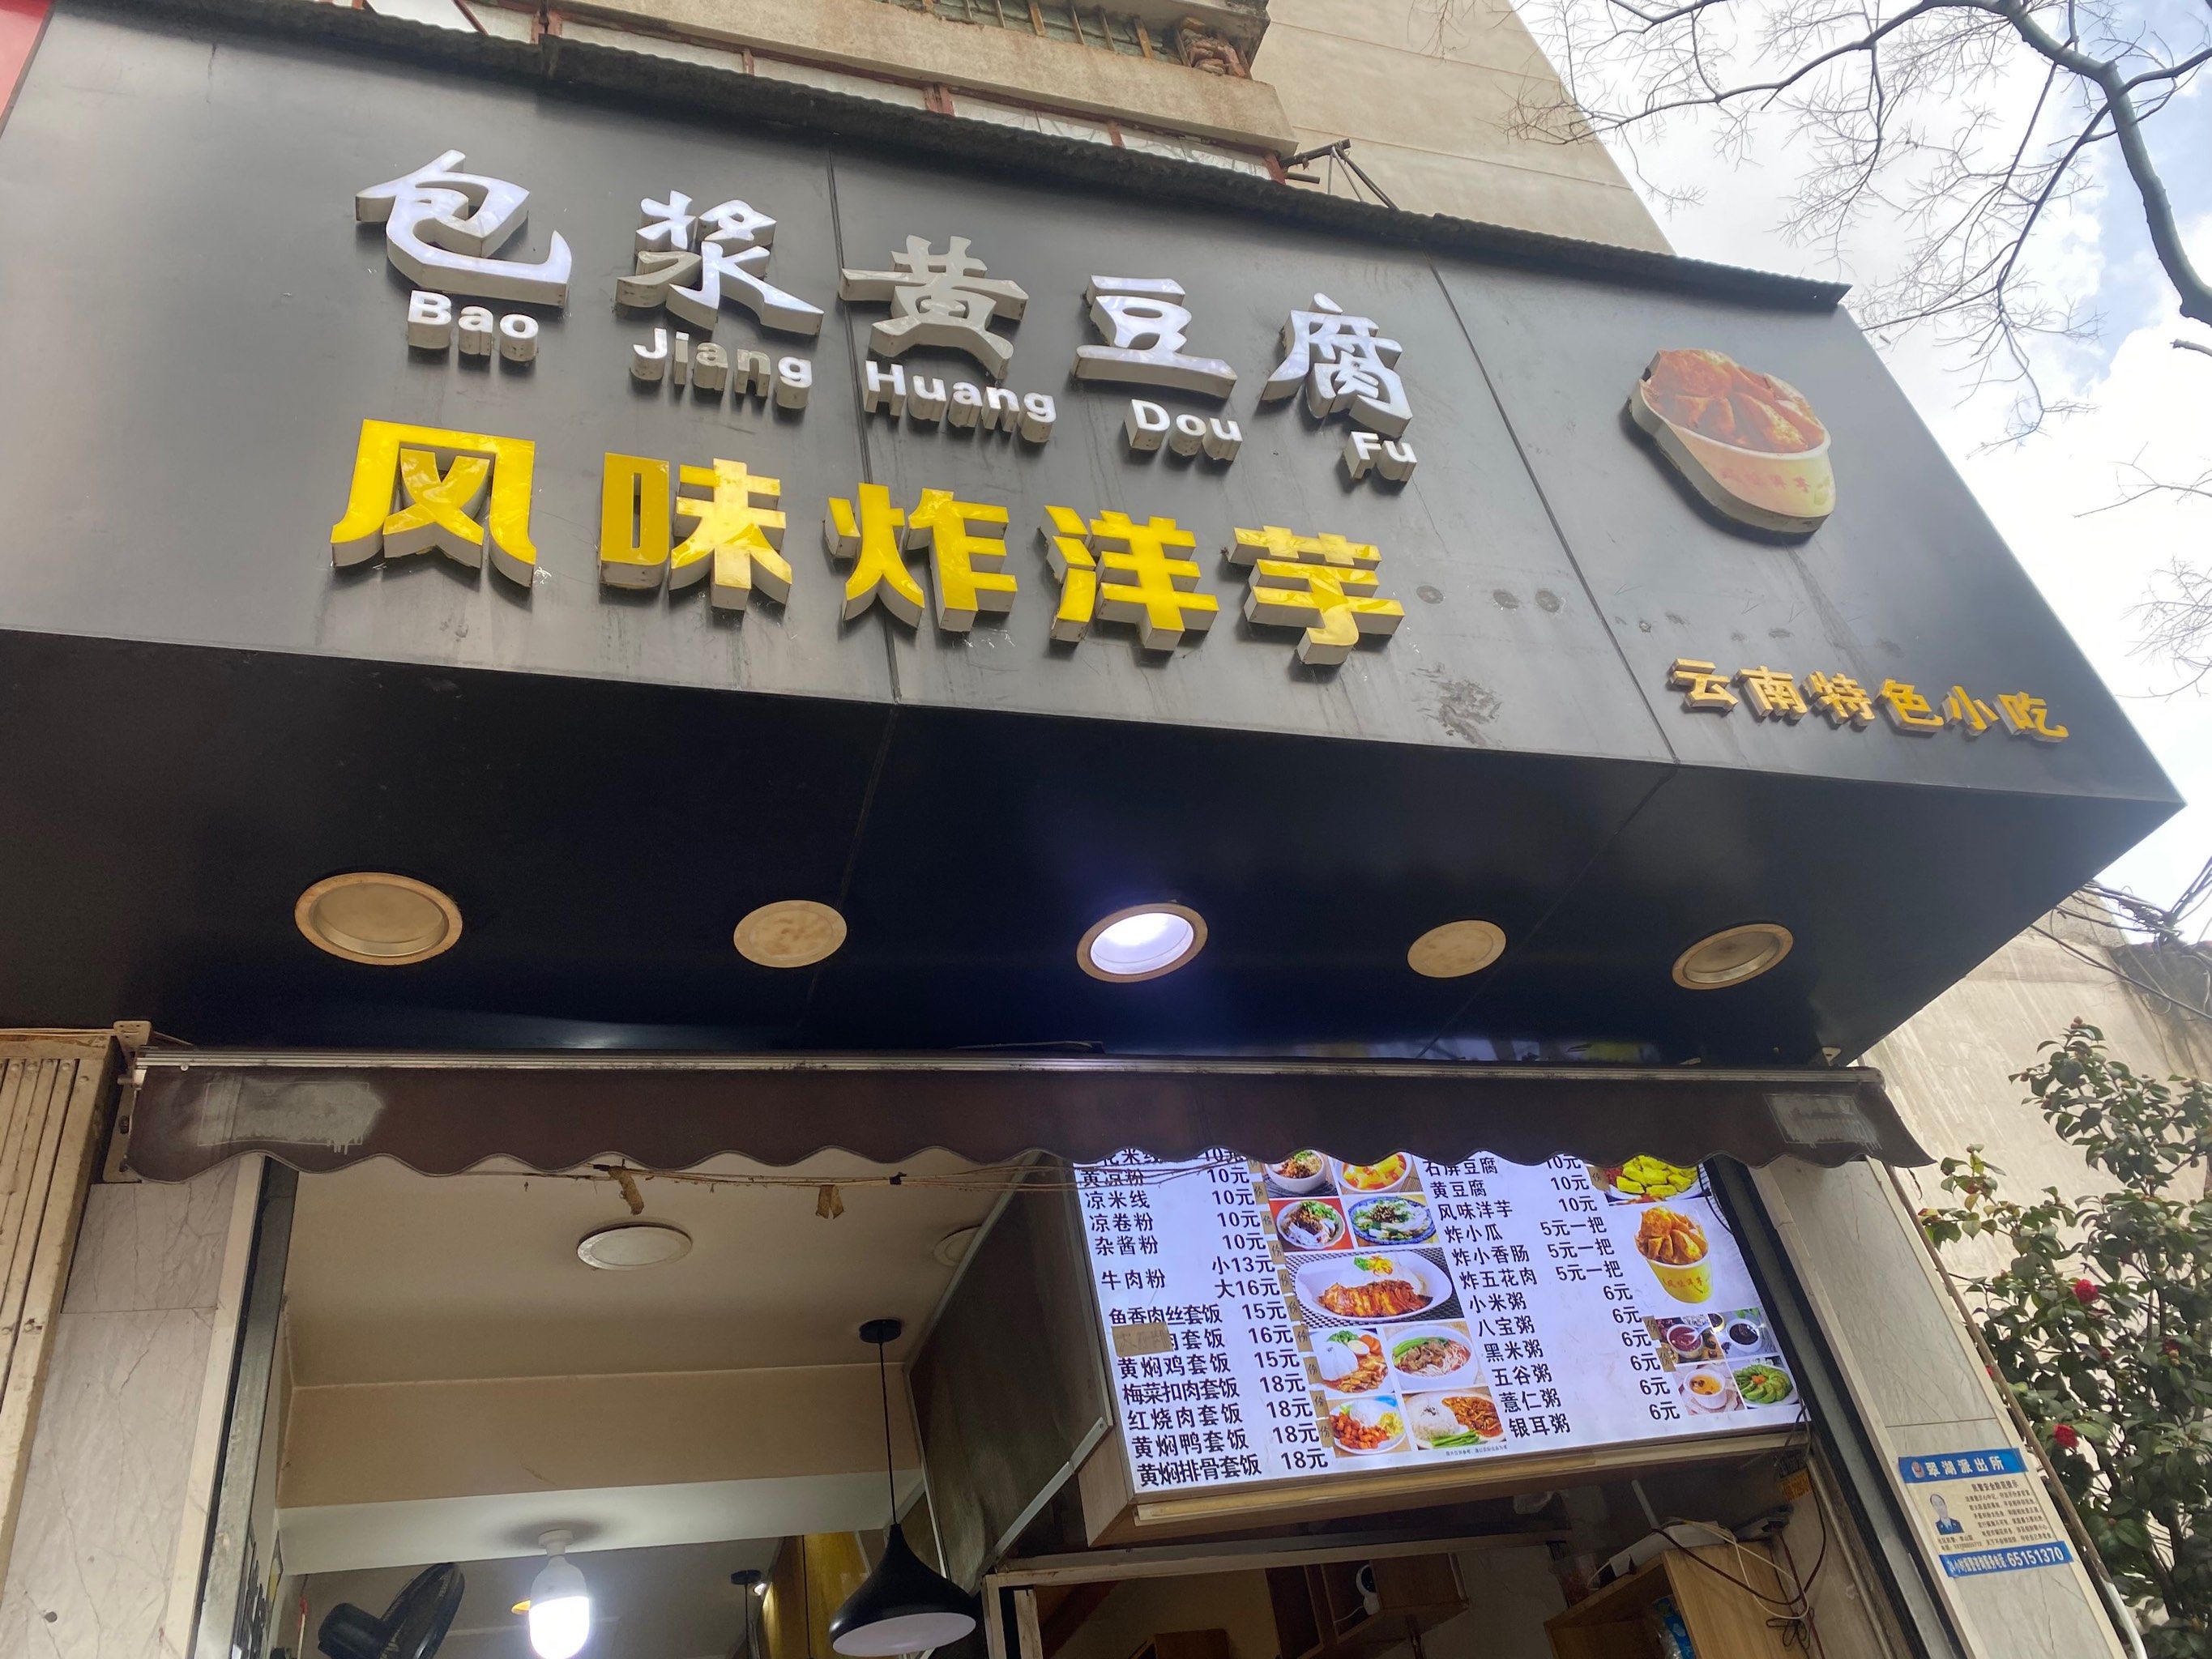 包浆黄豆腐
Bao Jiang Huang Dou Fu
风味炸洋芋
云南特色小吃
米线 10元
黄凉粉 10元
凉米线 10元
凉卷粉 10元
杂酱粉 10元
牛肉粉 小13元
大16元
鱼香肉丝套饭 15元
肉套饭 16元
黄焖鸡套饭 15元
梅菜扣肉套饭 18元
红烧肉套饭 18元
黄焖鸭套饭 18元
黄焖排骨套饭 18元
石屏豆腐 10元
黄豆腐 10元
风味洋芋 10元
炸小瓜 5元一把
炸小香肠 5元一把
炸五花肉 5元一把
小米粥 6元
八宝粥 6元
黑米粥 6元
五谷粥 6元
薏仁粥 6元
银耳粥 6元
翠湖派出所
65151370